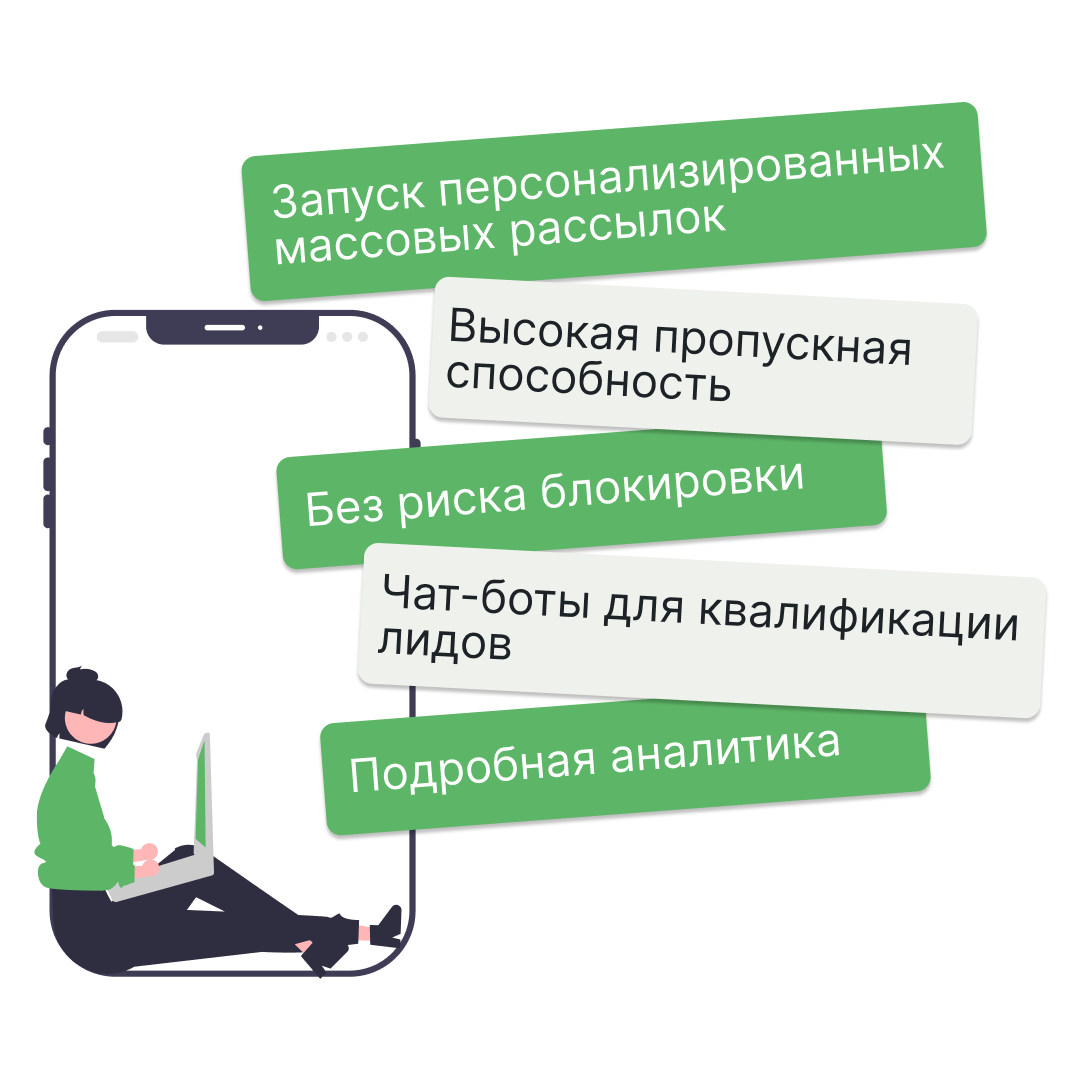 Запуск персонализированных
массовых рассылок
Высокая пропускная
способность
Без риска блокировки
Чат-боты для квалификации
лидов
Подробная аналитика